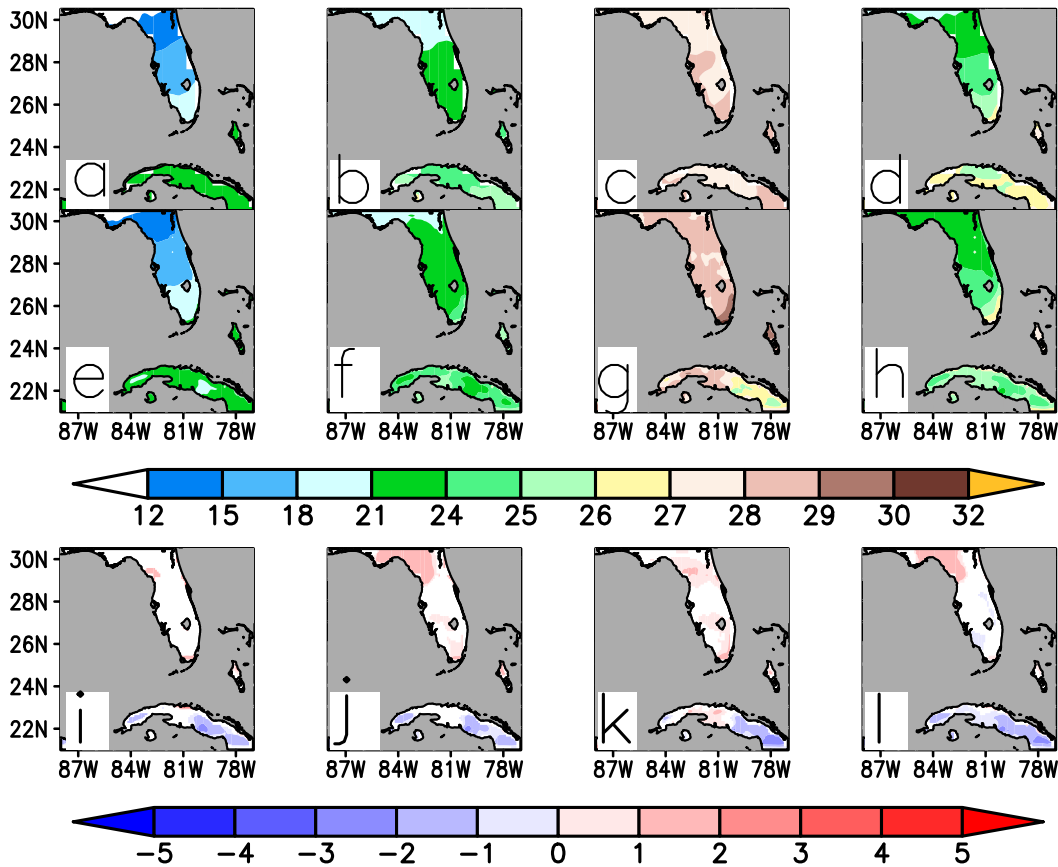 30N
28N
26N
24N
22N
a b c d
30N
28N
26N
24N
22N
e f g h
87W 84W 81W 78W 87W 84W 81W 78W 87W 84W 81W 78W 87W 84W 81W 78W
12 15 18 21 24 25 26 27 28 29 30 32
30N
28N
26N
24N
22N
i j k l
87W 84W 81W 78W 87W 84W 81W 78W 87W 84W 81W 78W 87W 84W 81W 78W
−5 −4 −3 −2 −1 0 1 2 3 4 5